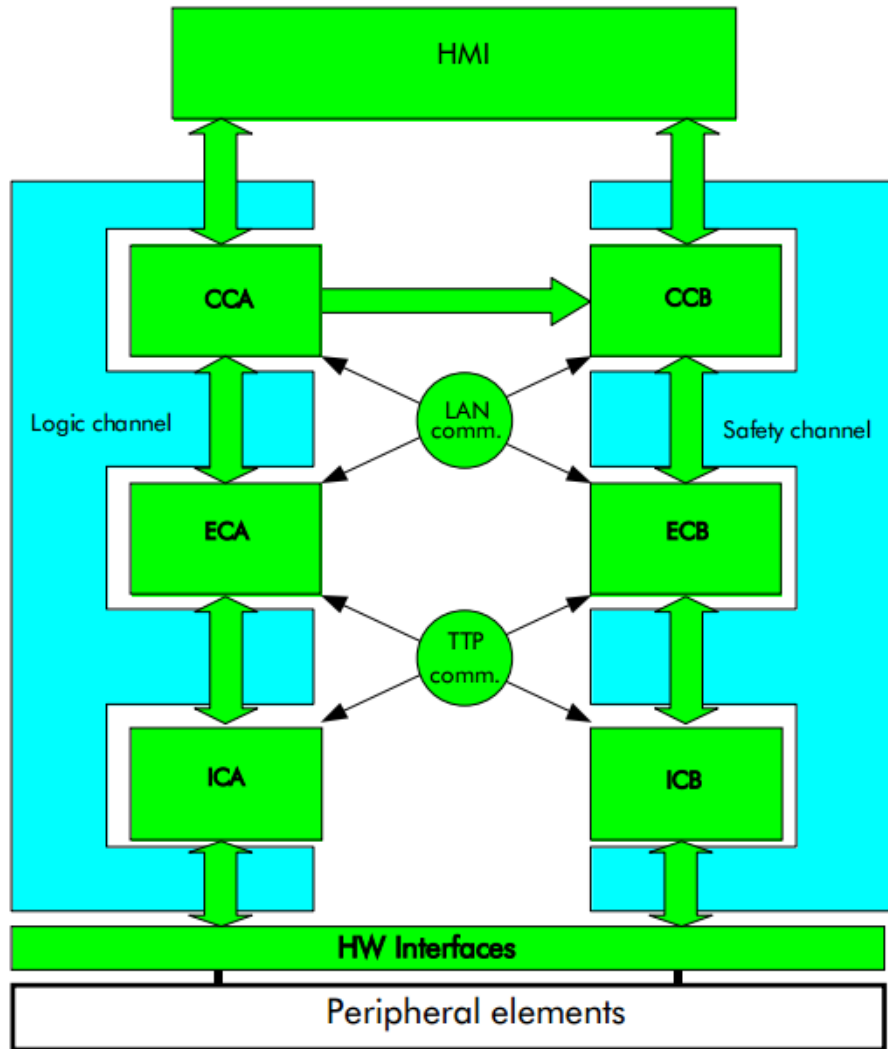 HMI
CCA
CCB
LAN
comm.
Logic channel
Safety channel
ECA
ECB
TTP
comm.
ICA
ICB
HW Interfaces
Peripheral elements